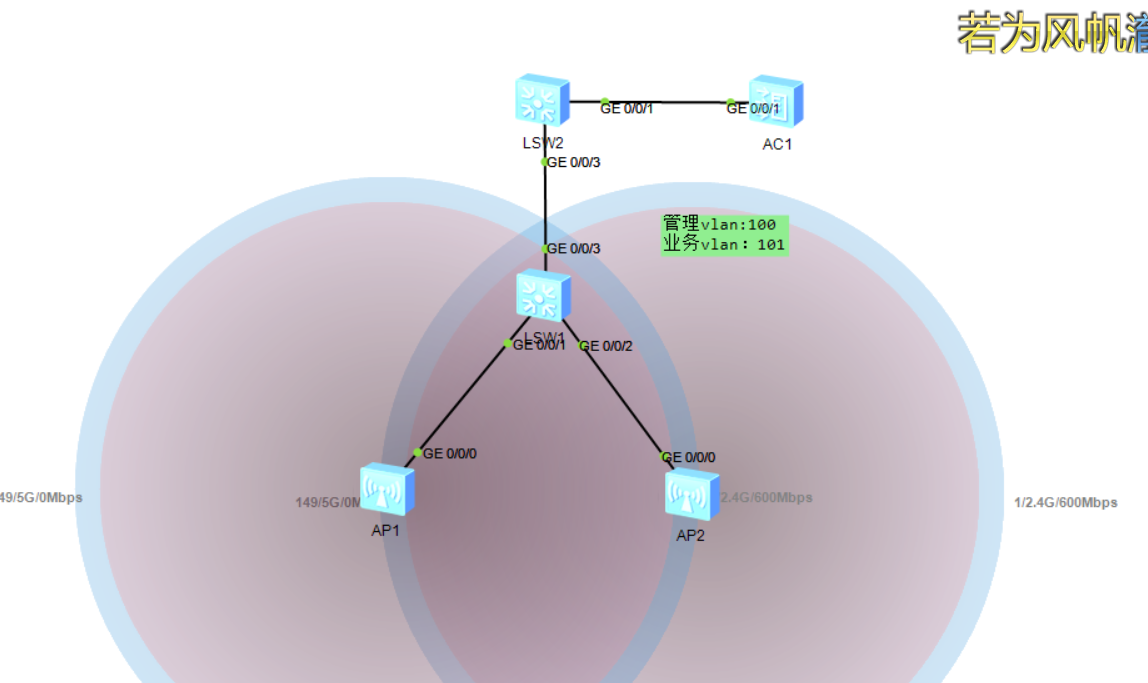 若为风帆
GE 0/0/1
GE 0/0/1
LSW2
AC1
GE 0/0/3
管理vlan:100
业务vlan: 101
GE 0/0/3
LSW1
GE 0/0/1
GE 0/0/2
GE 0/0/0
GE 0/0/0
49/5G/0Mbps
149/5G/0M
2.4G/600Mbps
1/2.4G/600Mbps
AP1
AP2